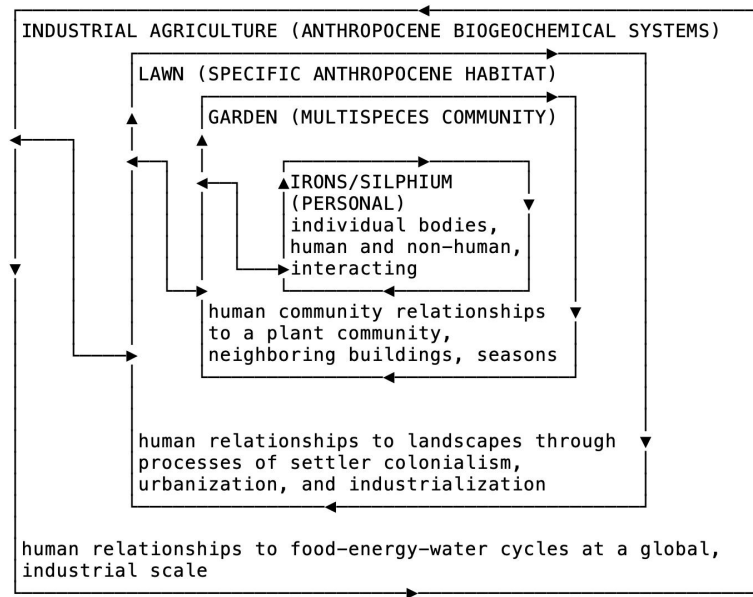 INDUSTRIAL AGRICULTURE (ANTHROPOCENE BIOGEOCHEMICAL SYSTEMS)
LAWN (SPECIFIC ANTHROPOCENE HABITAT)
GARDEN (MULTISPECES COMMUNITY)
IRONS/SILPHIUM
(PERSONAL)
individual bodies,
human and non-human,
interacting
human community relationships
to a plant community,
neighboring buildings, seasons
human relationships to landscapes through
processes of settler colonialism,
urbanization, and industrialization
human relationships to food-energy-water cycles at a global,
industrial scale